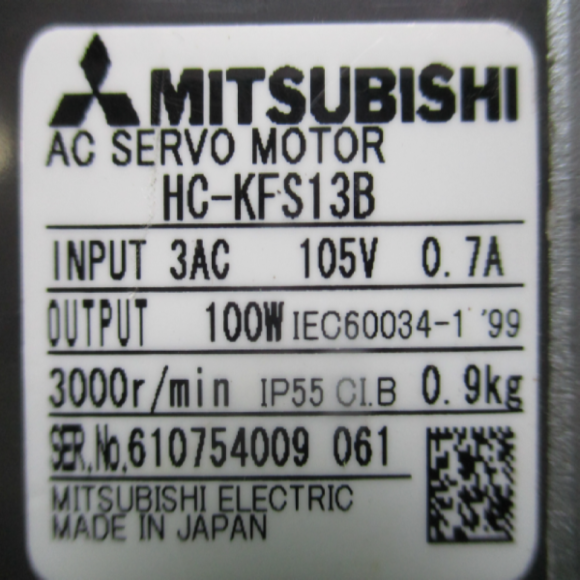 MITSUBISHI
AC SERVO MOTOR
HC-KFS13B
INPUT 3AC 105V 0.7A
OUTPUT 100W IEC60034-1 '99
3000r/min IP55 CI.B 0.9kg
SER.No.610754009 061
MITSUBISHI ELECTRIC
MADE IN JAPAN